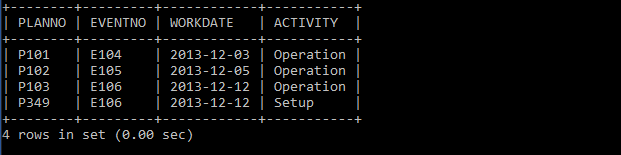 +--------+---------+------------+-----------+
| PLANNO | EVENTNO | WORKDATE   | ACTIVITY  |
+--------+---------+------------+-----------+
| P101   | E104    | 2013-12-03 | Operation |
| P102   | E105    | 2013-12-05 | Operation |
| P103   | E106    | 2013-12-12 | Operation |
| P349   | E106    | 2013-12-12 | Setup     |
+--------+---------+------------+-----------+
4 rows in set (0.00 sec)